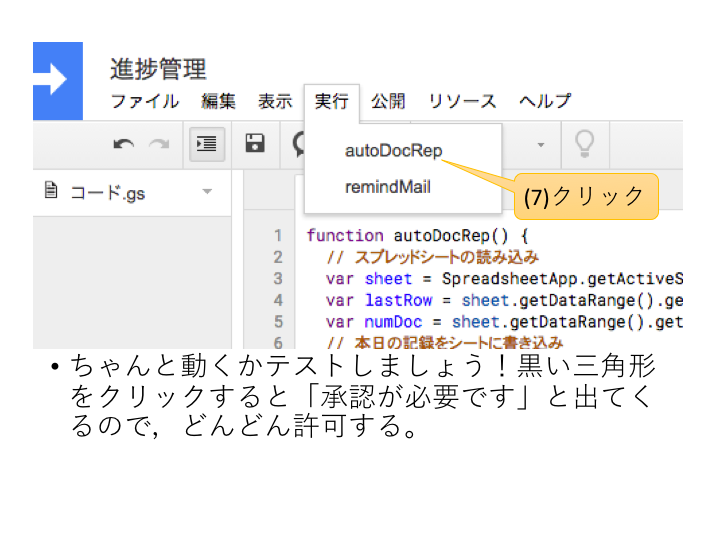 進捗管理
ファイル 編集 表示 実行 公開 リソース ヘルプ
autoDocRep
コード.gs
remindMail
(7)クリック
1 function autoDocRep() {
2 // スプレッドシートの読み込み
3 var sheet = SpreadsheetApp.getActiveS
4 var lastRow = sheet.getDataRange().ge
5 var numDoc = sheet.getDataRange().get
6 // 本日の記録をシートに書き込み
• ちゃんと動くかテストしましょう！黒い三角形
をクリックすると「承認が必要です」と出てく
るので，どんどん許可する。